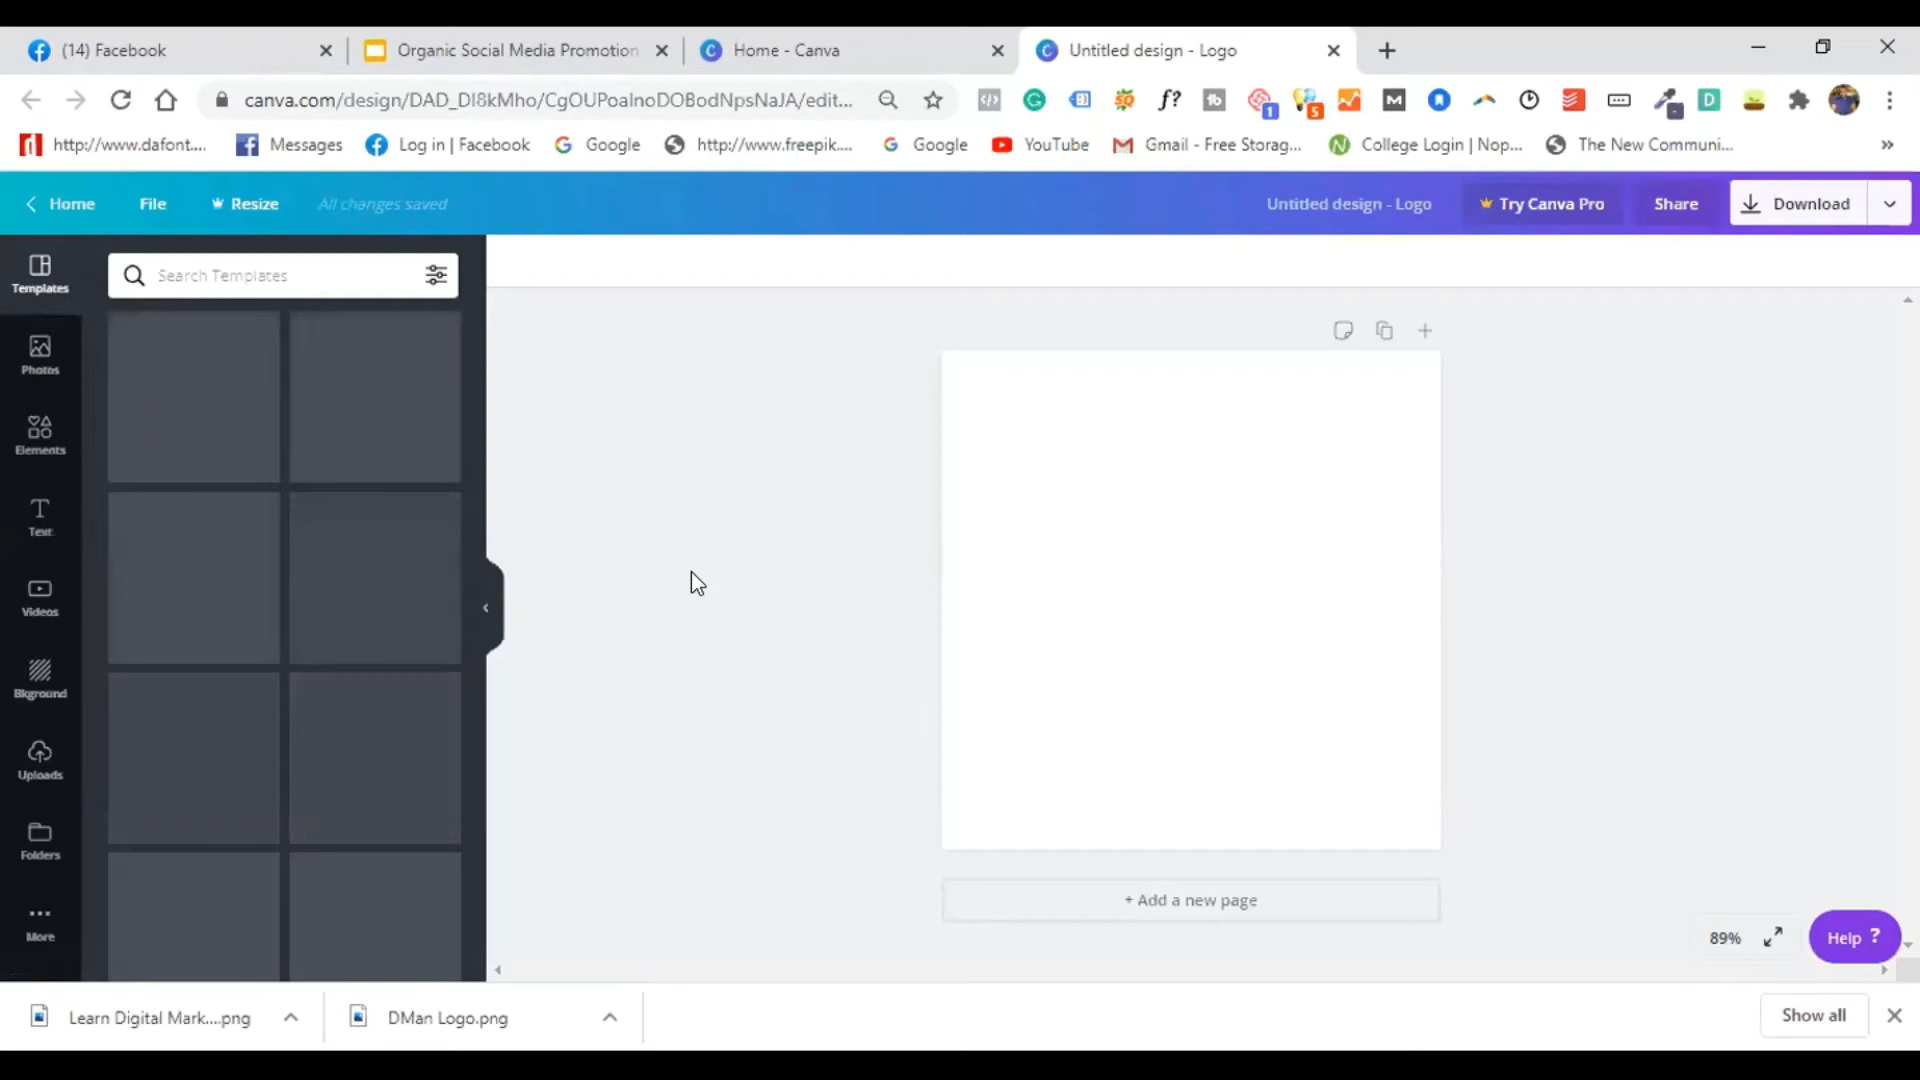 (14) Facebook
Organic Social Media Promotion
Home - Canva
Untitled design - Logo
canva.com/design/DAD_DI8kMho/CgOUPoaInoDOBodNpsNaJA/edit...
http://www.dafont....
Messages
Log in | Facebook
Google
http://www.freepik....
Google
YouTube
Gmail - Free Storag...
College Login | Nop...
The New Communi...
Home
File
Resize
All changes saved
Untitled design - Logo
Try Canva Pro
Share
Download
Templates
Search Templates
Photos
Elements
Text
Videos
Bkground
Uploads
Folders
More
+ Add a new page
89%
Help ?
Learn Digital Mark....png
DMan Logo.png
Show all